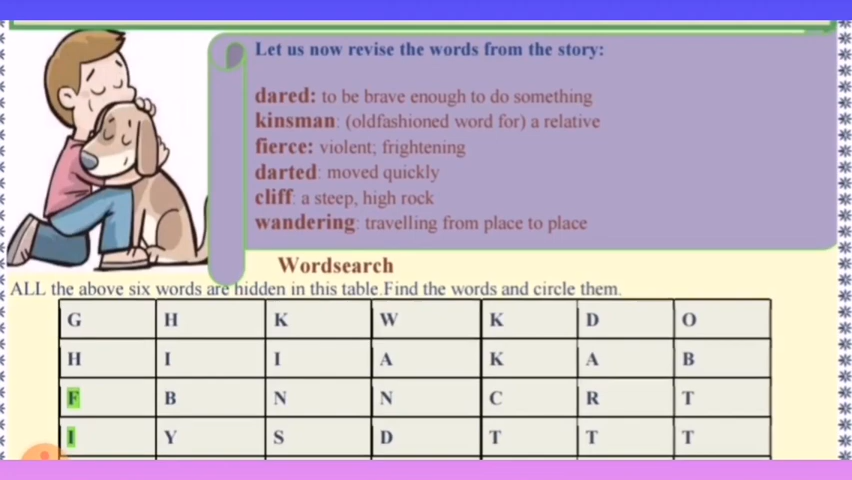 Let us now revise the words from the story:
dared: to be brave enough to do something
kinsman: (oldfashioned word for) a relative
fierce: violent; frightening
darted: moved quickly
cliff: a steep, high rock
wandering: travelling from place to place
Wordsearch
ALL the above six words are hidden in this table.Find the words and circle them.
G H K W K D O
H I I A K A B
F B N N C R T
I Y S D T T T